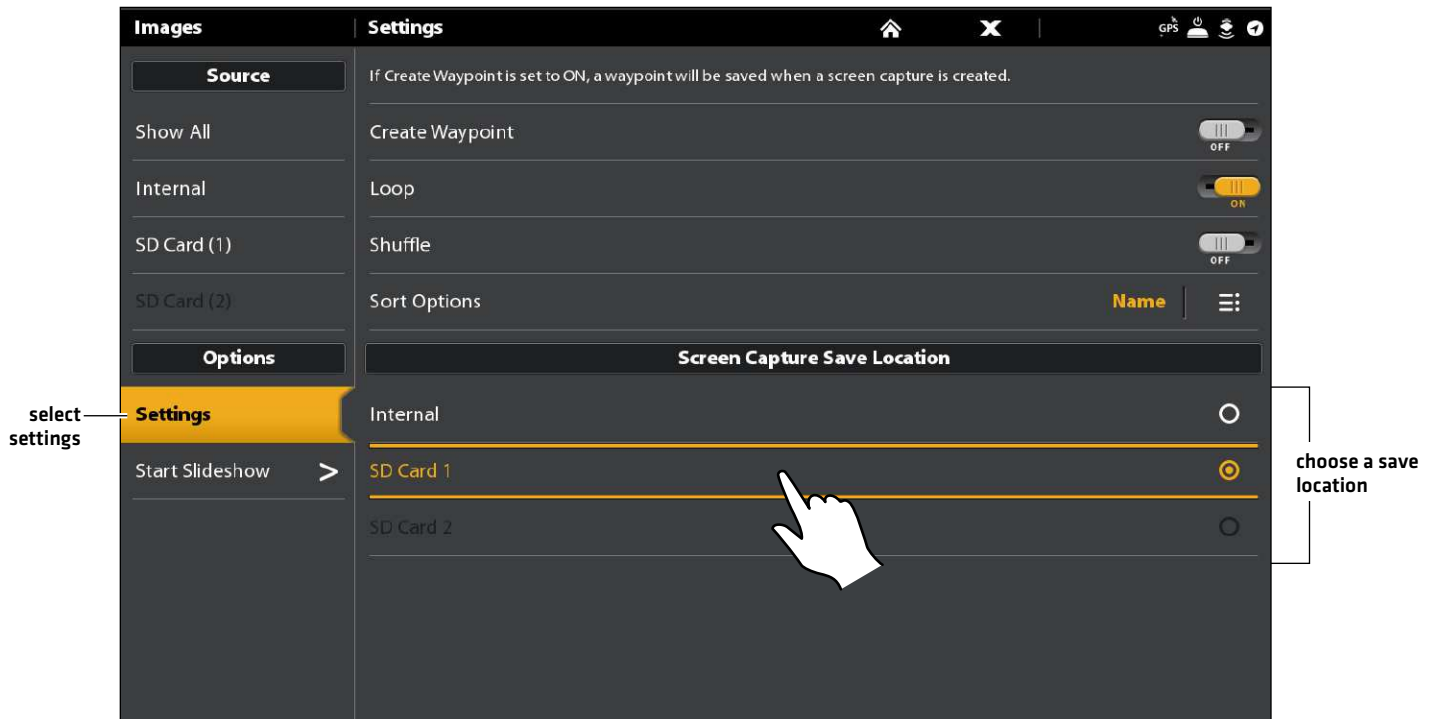 Images
Settings
GPS
Source
If Create Waypoint is set to ON, a waypoint will be saved when a screen capture is created.
Show All
Create Waypoint
OFF
Internal
Loop
ON
SD Card (1)
Shuffle
OFF
SD Card (2)
Sort Options
Name
Options
Screen Capture Save Location
select
settings
Settings
Internal
Start Slideshow >
SD Card 1
SD Card 2
choose a save
location